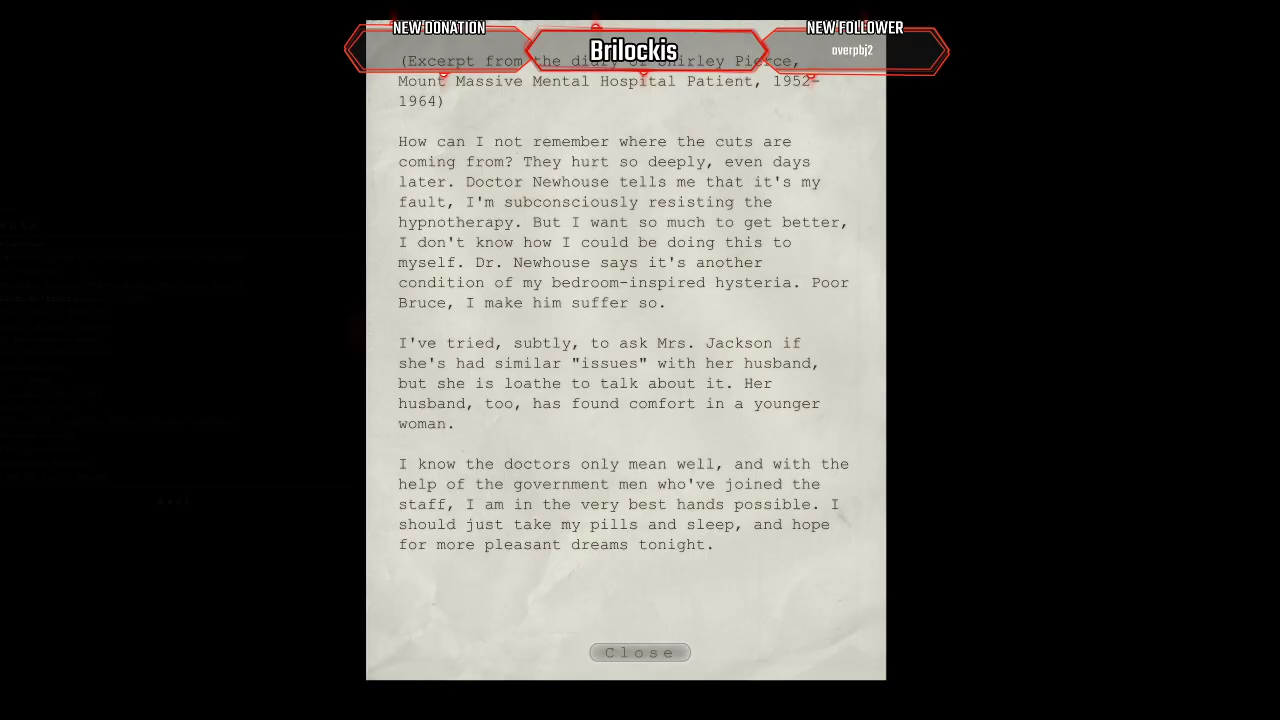 NEW DONATION
NEW FOLLOWER
Brilockis
overpbj2
(Excerpt from the diary of Shirley Pierce,
Mount Massive Mental Hospital Patient, 1952-
1964)
How can I not remember where the cuts are
coming from? They hurt so deeply, even days
later. Doctor Newhouse tells me that it's my
fault, I'm subconsciously resisting the
hypnotherapy. But I want so much to get better,
I don't know how I could be doing this to
myself. Dr. Newhouse says it's another
condition of my bedroom-inspired hysteria. Poor
Bruce, I make him suffer so.
I've tried, subtly, to ask Mrs. Jackson if
she's had similar "issues" with her husband,
but she is loathe to talk about it. Her
husband, too, has found comfort in a younger
woman.
I know the doctors only mean well, and with the
help of the government men who've joined the
staff, I am in the very best hands possible. I
should just take my pills and sleep, and hope
for more pleasant dreams tonight.
Close